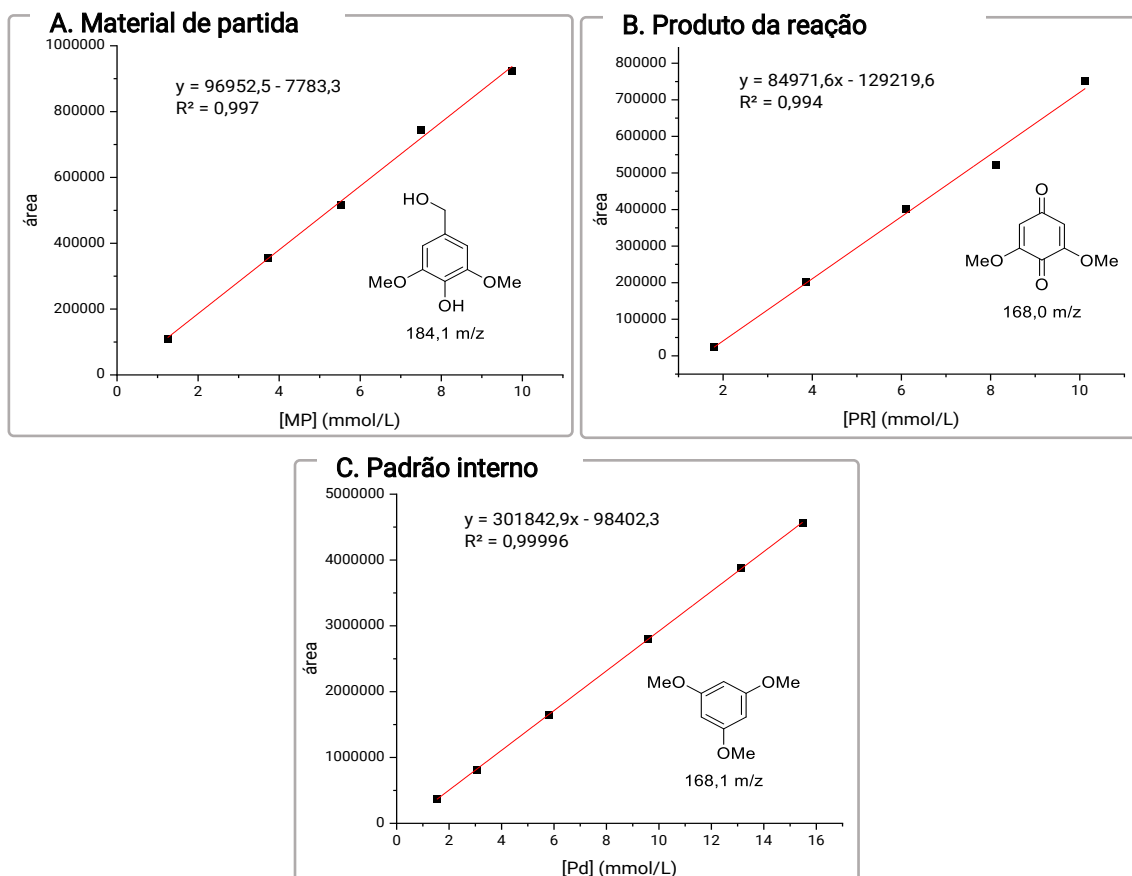 A. Material de partida
1000000
800000
600000
400000
200000
0
área
y = 96952,5 - 7783,3
R² = 0,997
HO
MeO
OMe
OH
184,1 m/z
0
2
4
6
8
10
[MP] (mmol/L)
B. Produto da reação
800000
700000
600000
500000
400000
300000
200000
100000
0
área
y = 84971,6x - 129219,6
R² = 0,994
O
MeO
OMe
O
168,0 m/z
2
4
6
8
10
[PR] (mmol/L)
C. Padrão interno
5000000
4000000
3000000
2000000
1000000
0
área
y = 301842,9x - 98402,3
R² = 0,99996
MeO
OMe
OMe
168,1 m/z
0
2
4
6
8
10
12
14
16
[Pd] (mmol/L)